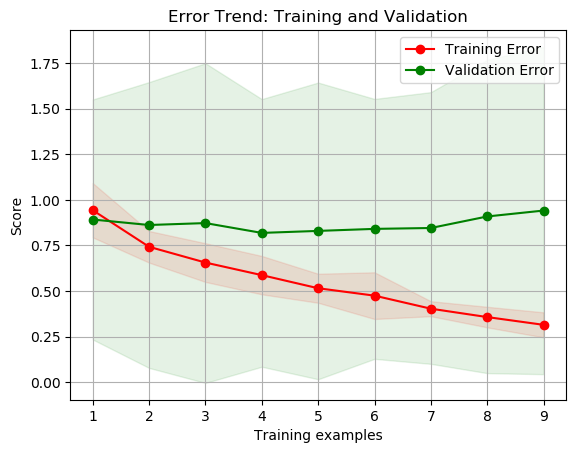 Error Trend: Training and Validation
Training Error
Validation Error
1.75
1.50
1.25
1.00
0.75
0.50
0.25
0.00
Score
1 2 3 4 5 6 7 8 9
Training examples